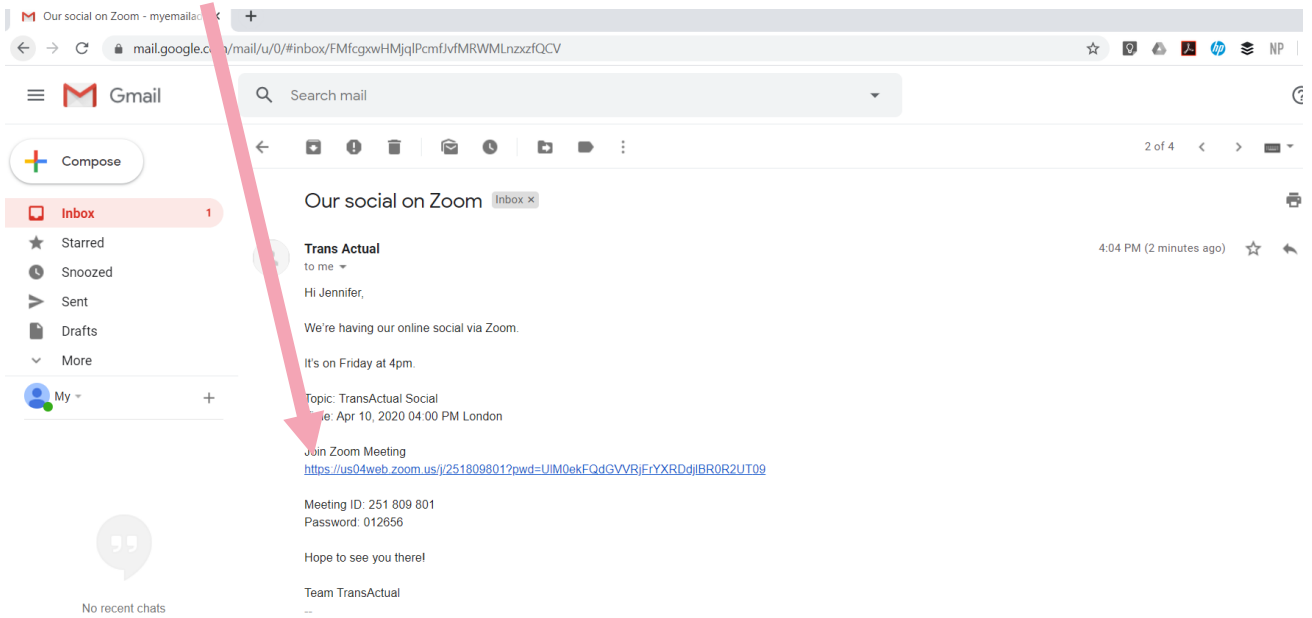 Our social on Zoom - myemailac
mail.google.com/mail/u/0/#inbox/FMfcgxwHMjqlPcmfJvfMRWMLnzxzfQCV
NP
Gmail
Search mail
Compose
2 of 4
Inbox 1
Starred
Snoozed
Sent
Drafts
More
My
No recent chats
Our social on Zoom Inbox ×
Trans Actual
4:04 PM (2 minutes ago)
to me
Hi Jennifer,
We're having our online social via Zoom.
It's on Friday at 4pm.
Topic: TransActual Social
Apr 10, 2020 04:00 PM London
Join Zoom Meeting
https://us04web.zoom.us/j/251809801?pwd=UlM0ekFQdGVVRjFrYXRDdjlBR0R2UT09
Meeting ID: 251 809 801
Password: 012656
Hope to see you there!
Team TransActual
--